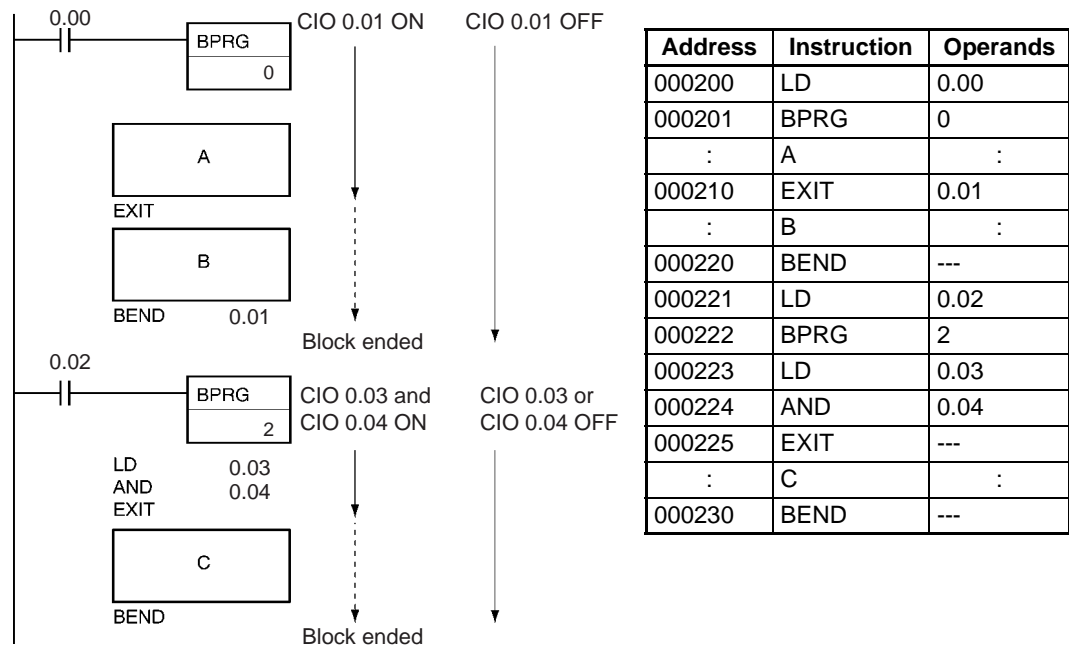 0.00
BPRG
0
CIO 0.01 ON
CIO 0.01 OFF
A
EXIT
B
BEND 0.01
Block ended
0.02
BPRG
2
CIO 0.03 and
CIO 0.04 ON
CIO 0.03 or
CIO 0.04 OFF
LD 0.03
AND 0.04
EXIT
C
BEND
Block ended
Address Instruction Operands
000200 LD 0.00
000201 BPRG 0
: A :
000210 EXIT 0.01
: B :
000220 BEND ---
000221 LD 0.02
000222 BPRG 2
000223 LD 0.03
000224 AND 0.04
000225 EXIT ---
: C :
000230 BEND ---